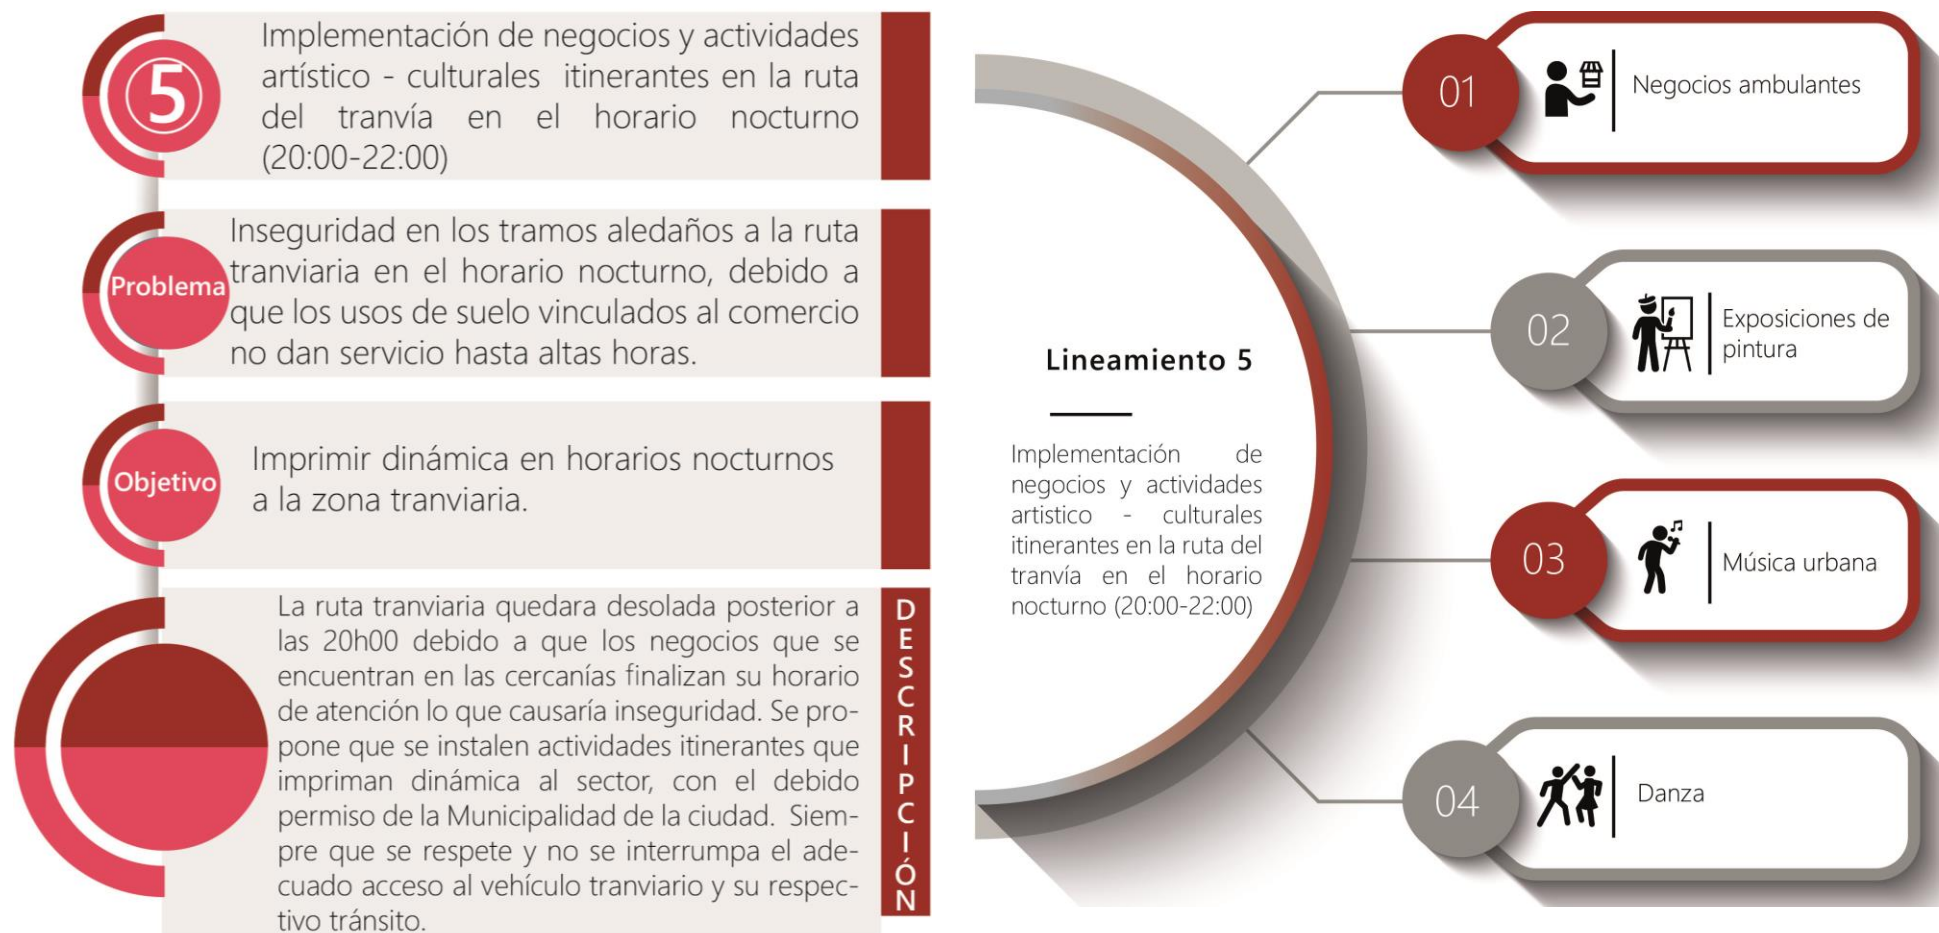 5
Implementación de negocios y actividades
artístico - culturales itinerantes en la ruta
del tranvía en el horario nocturno
(20:00-22:00)
Problema
Inseguridad en los tramos aledaños a la ruta
tranviaria en el horario nocturno, debido a
que los usos de suelo vinculados al comercio
no dan servicio hasta altas horas.
Objetivo
Imprimir dinámica en horarios nocturnos
a la zona tranviaria.
DESCRIPCIÓN
La ruta tranviaria quedara desolada posterior a
las 20h00 debido a que los negocios que se
encuentran en las cercanías finalizan su horario
de atención lo que causaría inseguridad. Se pro-
pone que se instalen actividades itinerantes que
impriman dinámica al sector, con el debido
permiso de la Municipalidad de la ciudad. Siem-
pre que se respete y no se interrumpa el ade-
cuado acceso al vehículo tranviario y su respec-
tivo tránsito.
Lineamiento 5
Implementación de
negocios y actividades
artistico - culturales
itinerantes en la ruta del
tranvía en el horario
nocturno (20:00-22:00)
01
Negocios ambulantes
02
Exposiciones de
pintura
03
Música urbana
04
Danza